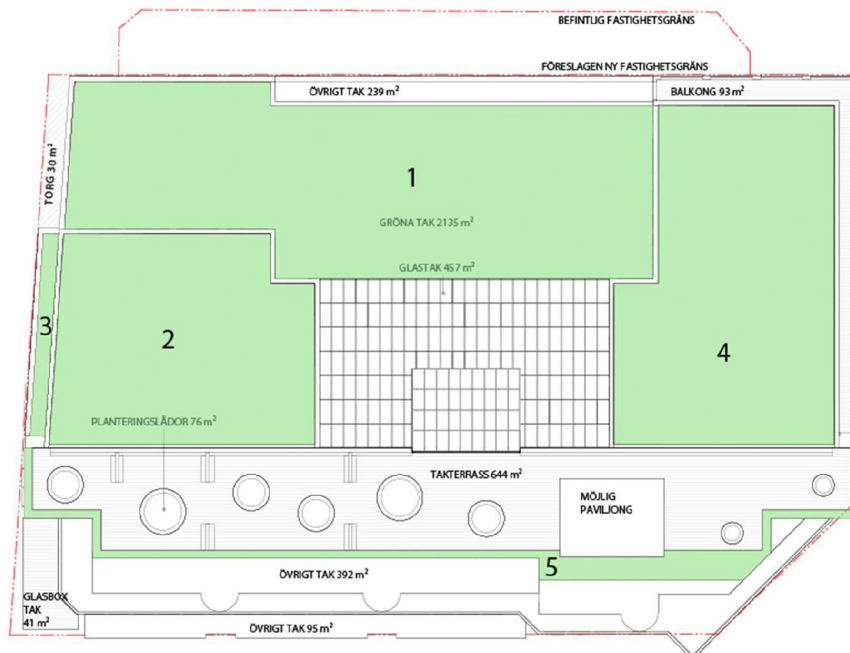 BEFINTLIG FASTIGHETSGRÄNS
FÖRESLAGEN NY FASTIGHETSGRÄNS
ÖVRIGT TAK 239 m²
BALKONG 93 m²
TORG 30 m²
1
GRÖNA TAK 2135 m²
GLASTAK 457 m²
3
2
4
PLANTERINGSLÅDOR 76 m²
TAKTERRASS 644 m²
MÖJLIG
PAVILJONG
5
ÖVRIGT TAK 392 m²
GLASBOX
TAK
41 m²
ÖVRIGT TAK 95 m²